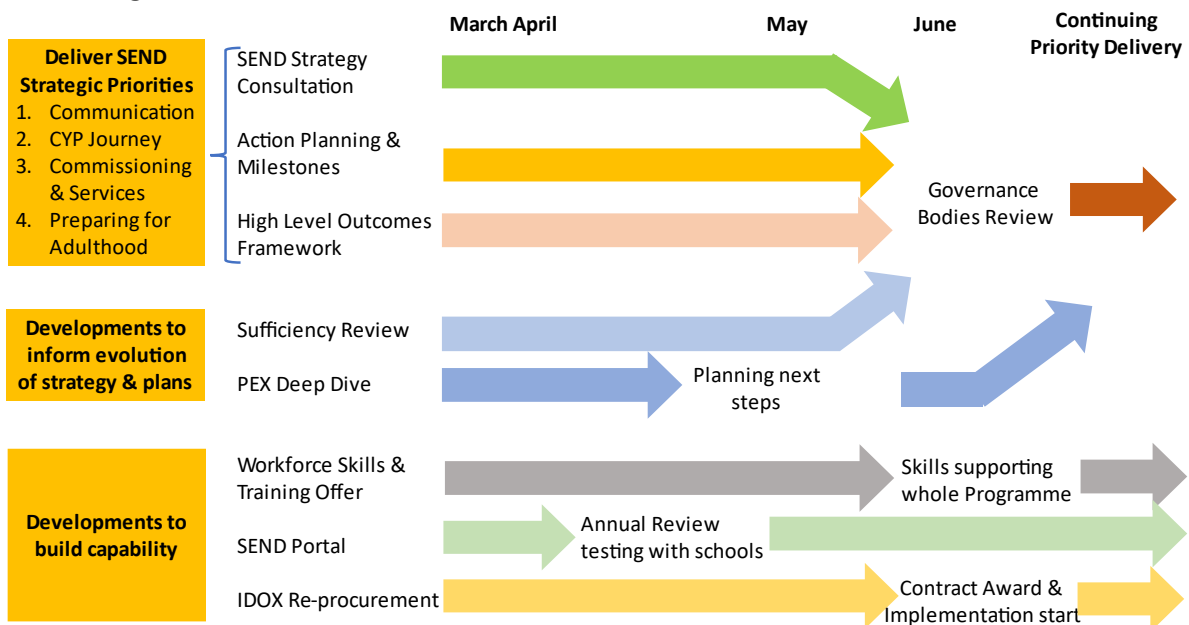 March April
May
June
Continuing
Priority Delivery
Deliver SEND
Strategic Priorities
1. Communication
2. CYP Journey
3. Commissioning
& Services
4. Preparing for
Adulthood
SEND Strategy
Consultation
Action Planning &
Milestones
High Level Outcomes
Framework
Governance
Bodies Review
Developments to
inform evolution
of strategy & plans
Sufficiency Review
PEX Deep Dive
Planning next
steps
Developments to
build capability
Workforce Skills &
Training Offer
Skills supporting
whole Programme
SEND Portal
Annual Review
testing with schools
IDOX Re-procurement
Contract Award &
Implementation start